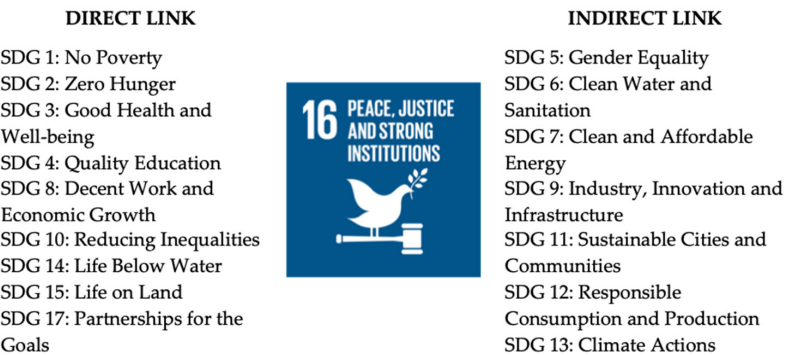 DIRECT LINK
SDG 1: No Poverty
SDG 2: Zero Hunger
SDG 3: Good Health and
Well-being
SDG 4: Quality Education
SDG 8: Decent Work and
Economic Growth
SDG 10: Reducing Inequalities
SDG 14: Life Below Water
SDG 15: Life on Land
SDG 17: Partnerships for the
Goals
16 PEACE, JUSTICE
AND STRONG
INSTITUTIONS
INDIRECT LINK
SDG 5: Gender Equality
SDG 6: Clean Water and
Sanitation
SDG 7: Clean and Affordable
Energy
SDG 9: Industry, Innovation and
Infrastructure
SDG 11: Sustainable Cities and
Communities
SDG 12: Responsible
Consumption and Production
SDG 13: Climate Actions